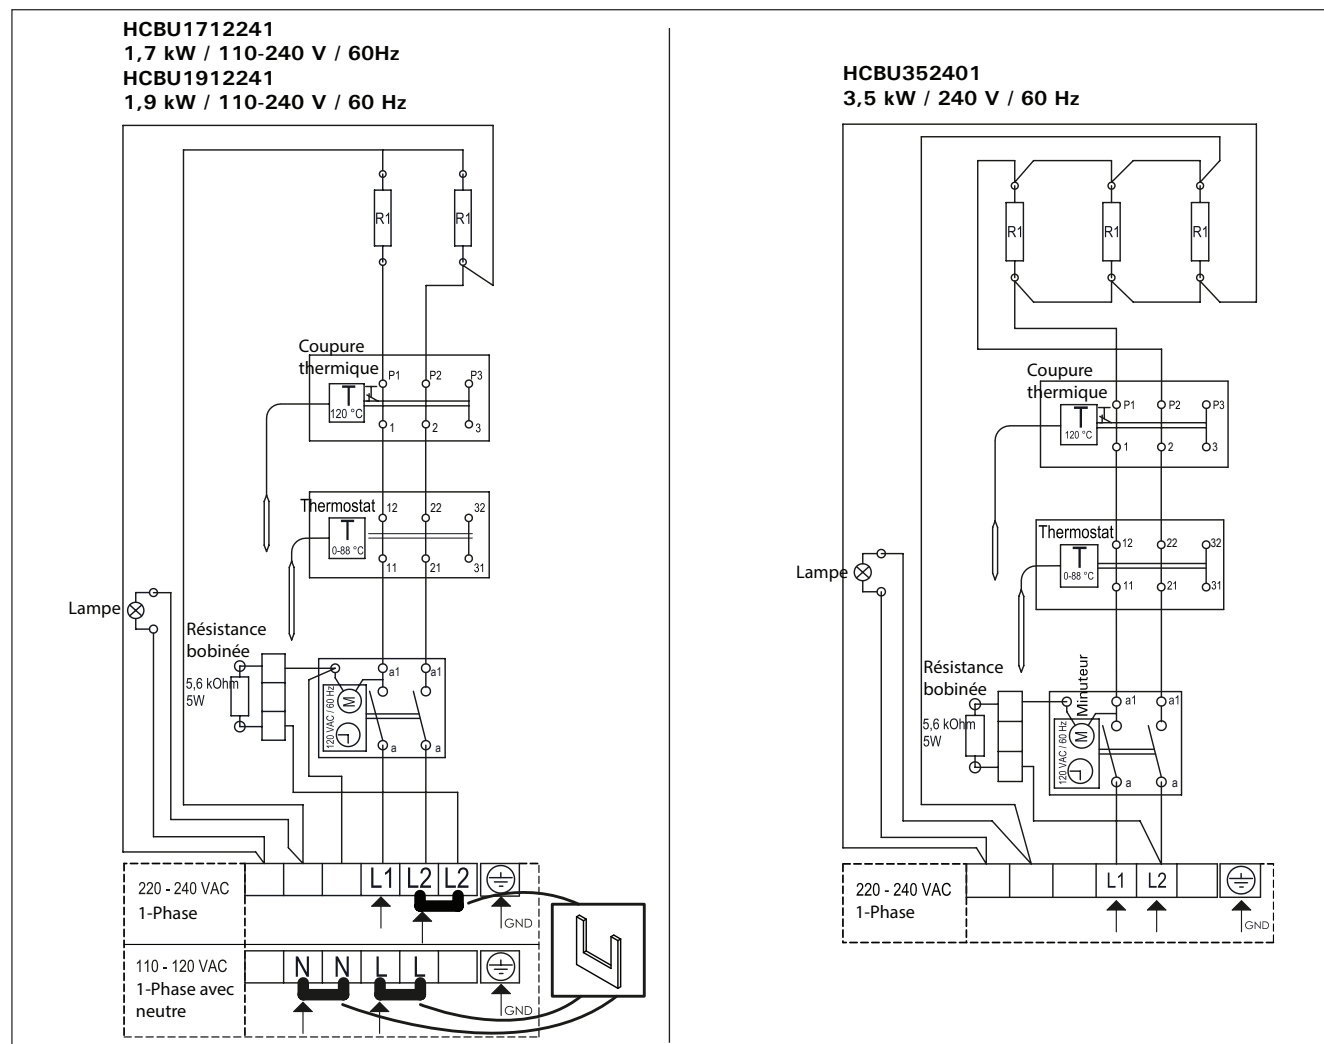 HCBU1712241
1,7 kW / 110-240 V / 60Hz
HCBU1912241
1,9 kW / 110-240 V / 60 Hz
R1
R1
Coupure
thermique
P1
P2
P3
T
120 °C
1
2
3
Thermostat
12
22
32
T
0-88 °C
11
21
31
Lampe
Résistance
bobinée
5,6 kOhm
5W
a1
a1
120 VAC / 60 Hz
M
a
a
220 - 240 VAC
1-Phase
L1
L2
L2
GND
110 - 120 VAC
1-Phase avec
neutre
N
N
L
L
GND
HCBU352401
3,5 kW / 240 V / 60 Hz
R1
R1
R1
Coupure
thermique
P1
P2
P3
T
120 °C
1
2
3
Thermostat
12
22
32
T
0-88 °C
11
21
31
Lampe
Résistance
bobinée
5,6 kOhm
5W
Minuteur
a1
a1
120 VAC / 60 Hz
M
a
a
220 - 240 VAC
1-Phase
L1
L2
GND